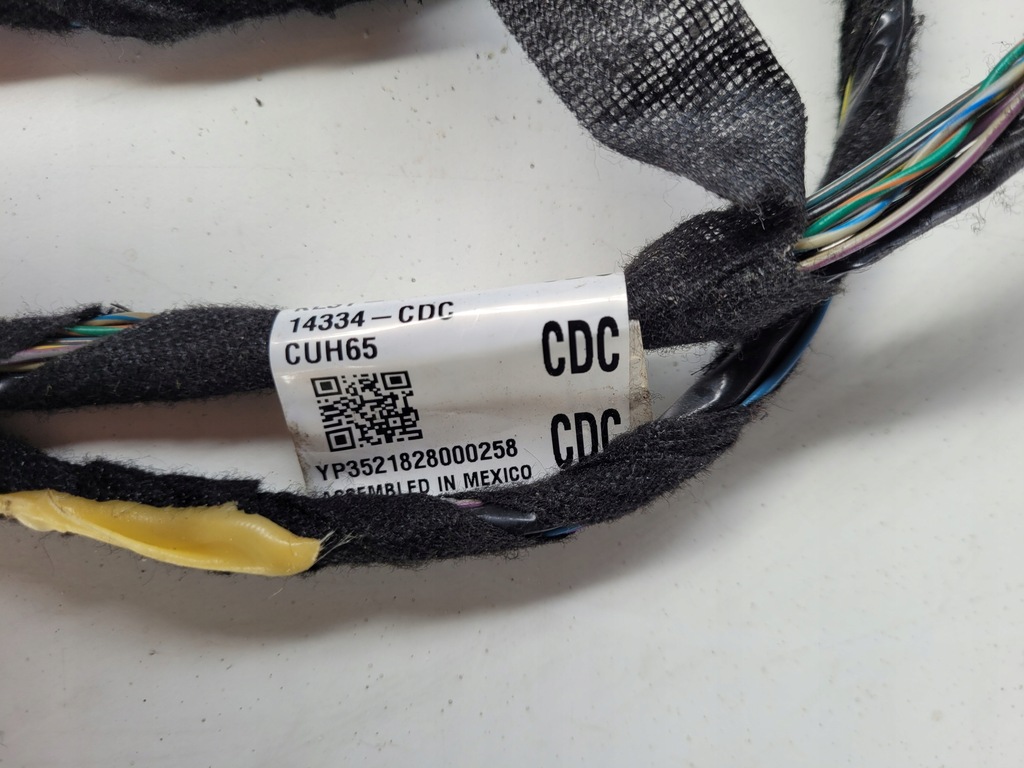 14334-CDC
CUH65
CDC
CDC
YP3521828000258
ASSEMBLED IN MEXICO